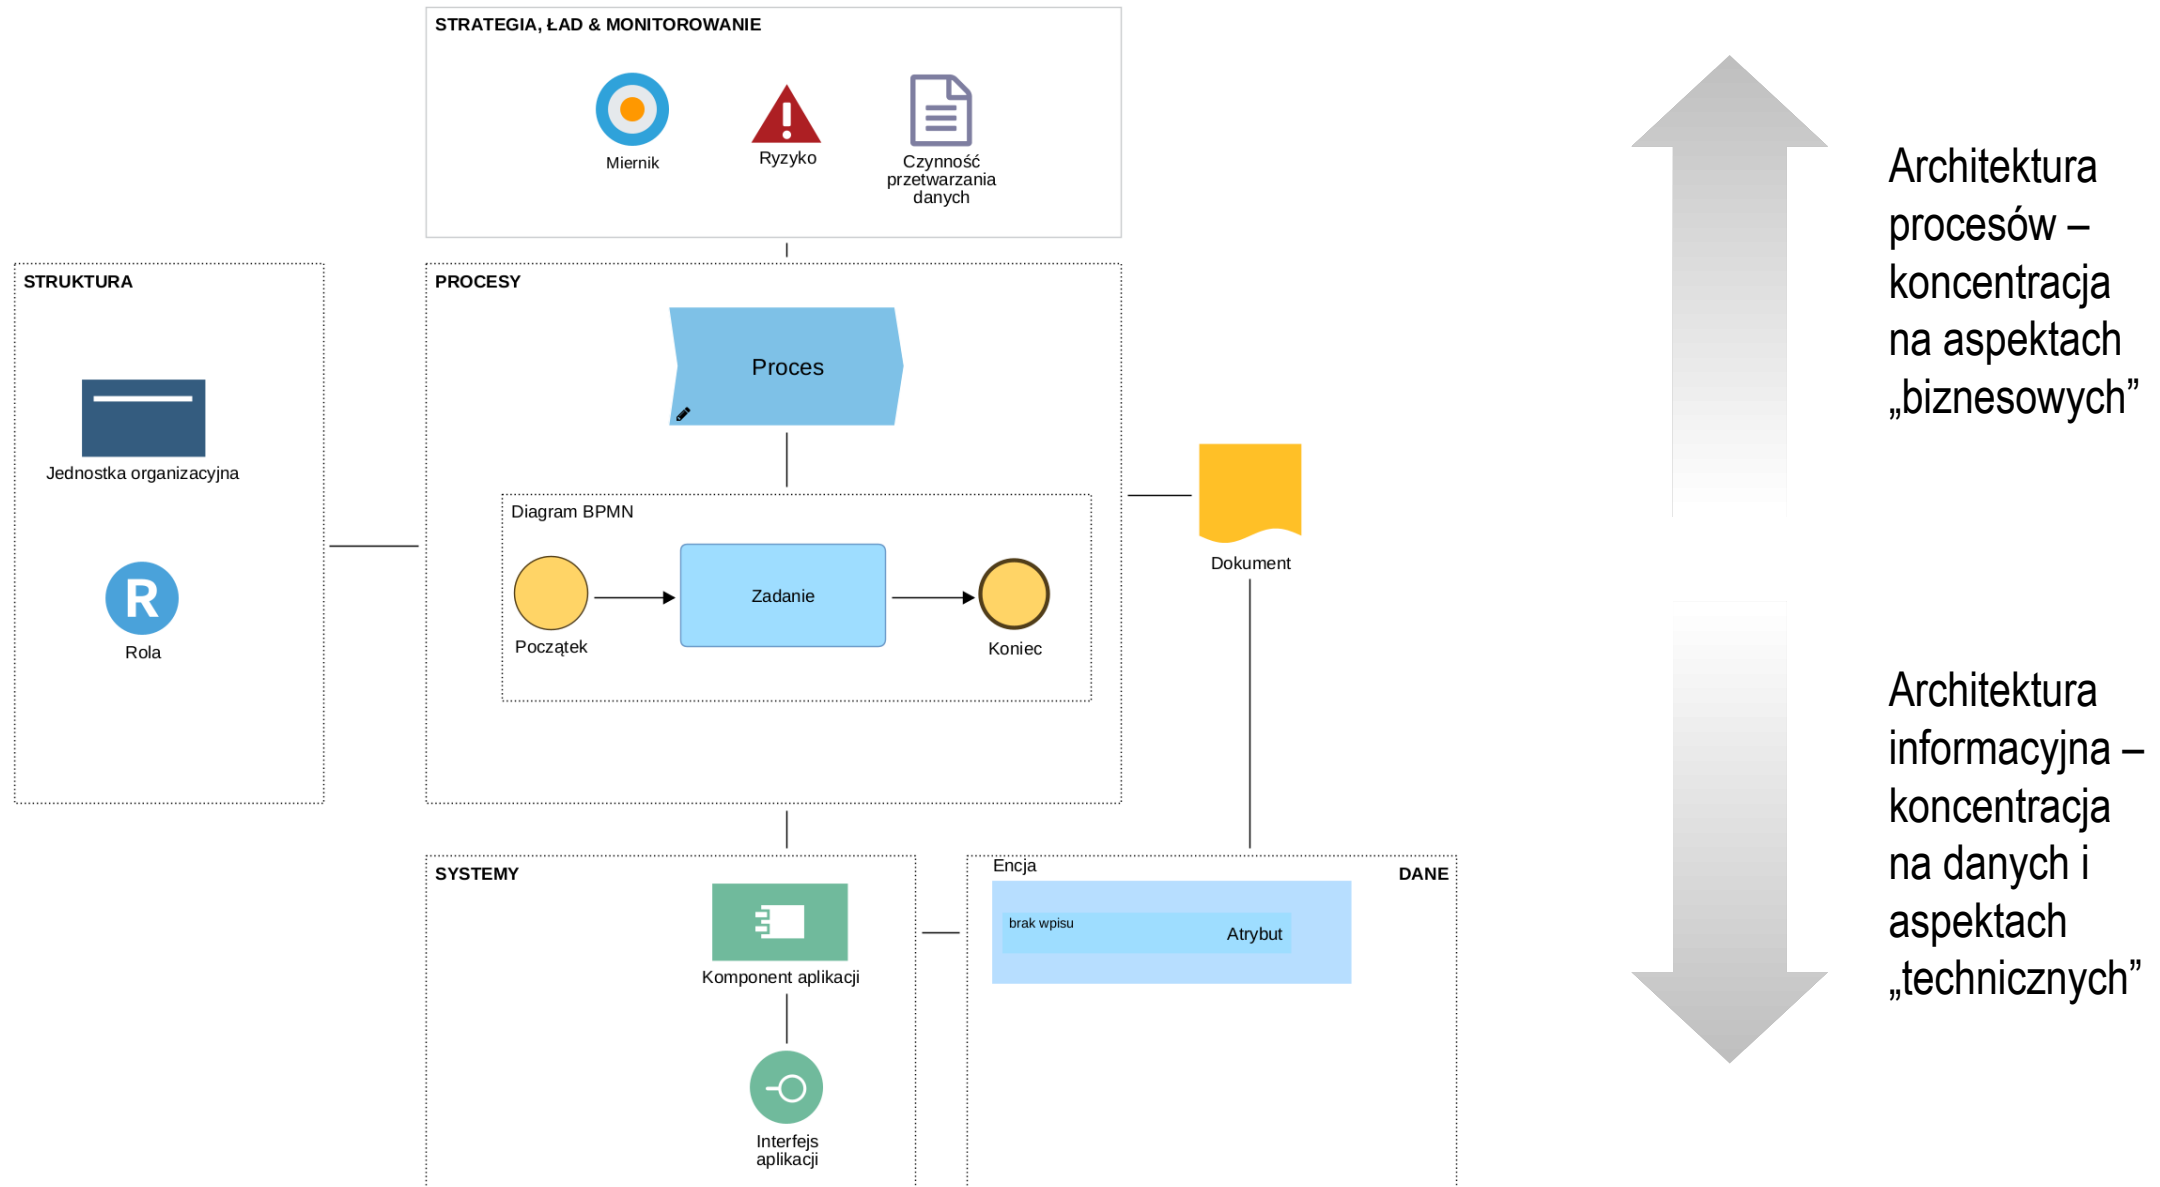 STRATEGIA, ŁAD & MONITOROWANIE
Miernik
Ryzyko
Czynność
przetwarzania
danych
STRUKTURA
Jednostka organizacyjna
R
Rola
PROCESY
Proces
Diagram BPMN
Początek
Zadanie
Koniec
Dokument
SYSTEMY
Komponent aplikacji
Interfejs
aplikacji
Encja
DANE
brak wpisu
Atrybut
Architektura
procesów –
koncentracja
na aspektach
„biznesowych”
Architektura
informacyjna –
koncentracja
na danych i
aspektach
„technicznych”